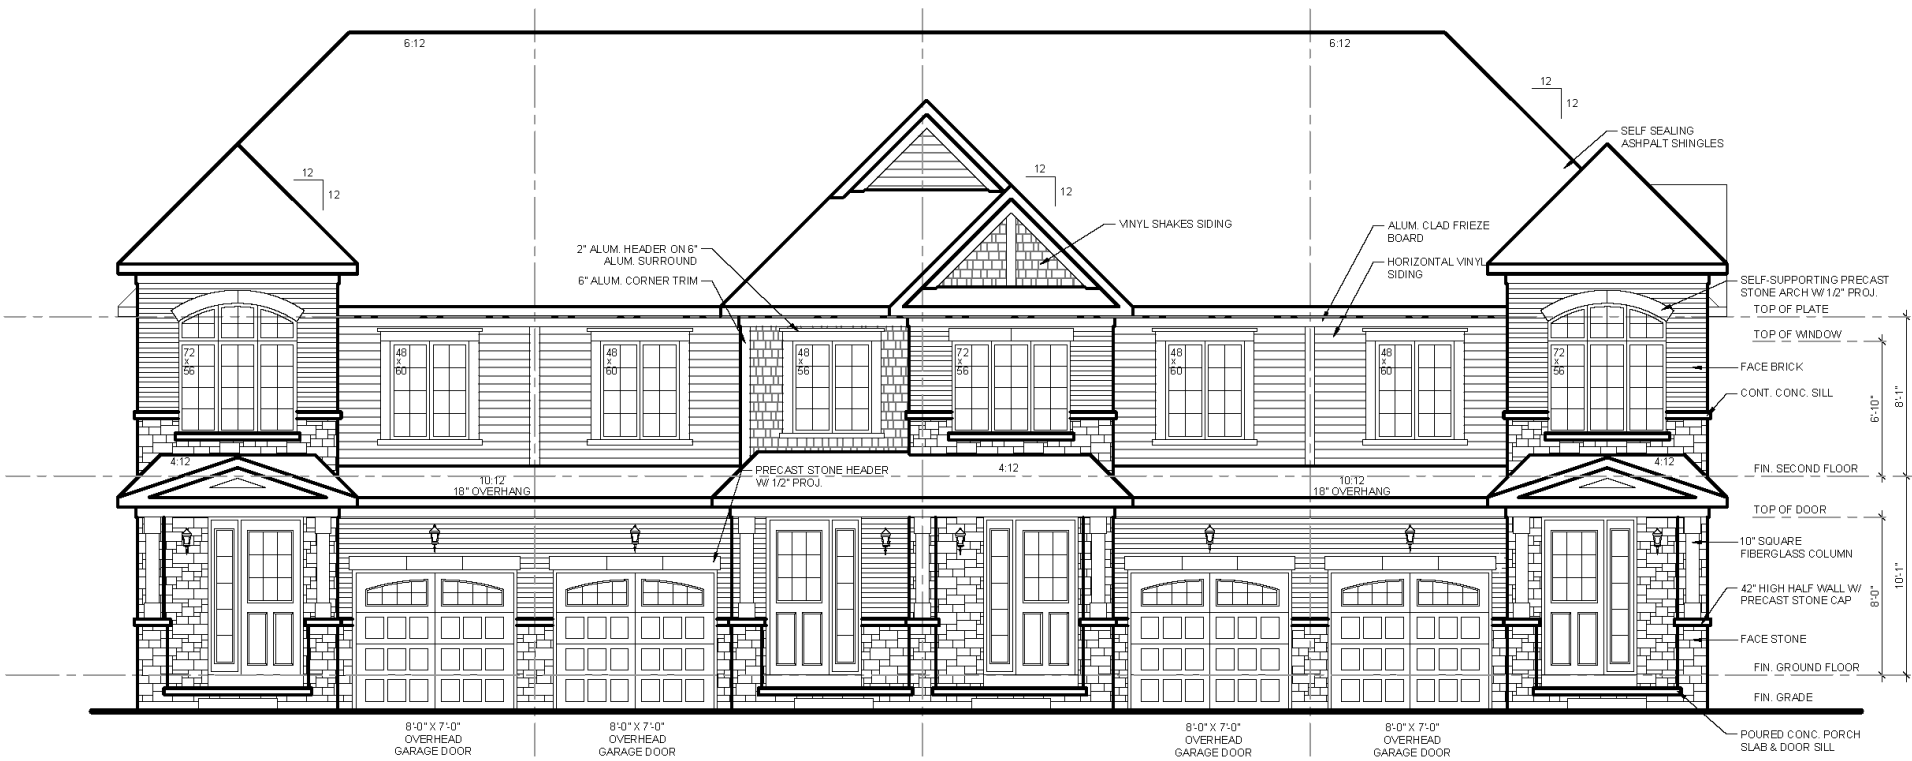 6:12
6:12
12
12
SELF SEALING
ASHPALT SHINGLES
12
12
12
12
VINYL SHAKES SIDING
ALUM. CLAD FRIEZE
BOARD
2" ALUM. HEADER ON 6"
ALUM. SURROUND
HORIZONTAL VINYL
SIDING
6" ALUM. CORNER TRIM
SELF-SUPPORTING PRECAST
STONE ARCH W/ 1/2" PROJ.
TOP OF PLATE
TOP OF WINDOW
72
x
56
48
x
60
48
x
60
48
x
56
72
x
56
48
x
60
48
x
60
72
x
56
FACE BRICK
CONT. CONC. SILL
6'-10"
8'-1"
4:12
PRECAST STONE HEADER
W/ 1/2" PROJ.
4:12
4:12
FIN. SECOND FLOOR
10:12
18" OVERHANG
10:12
18" OVERHANG
TOP OF DOOR
10" SQUARE
FIBERGLASS COLUMN
42" HIGH HALF WALL W/
PRECAST STONE CAP
8'-0"
10'-1"
FACE STONE
FIN. GROUND FLOOR
FIN. GRADE
8'-0" X 7'-0"
OVERHEAD
GARAGE DOOR
8'-0" X 7'-0"
OVERHEAD
GARAGE DOOR
8'-0" X 7'-0"
OVERHEAD
GARAGE DOOR
8'-0" X 7'-0"
OVERHEAD
GARAGE DOOR
POURED CONC. PORCH
SLAB & DOOR SILL